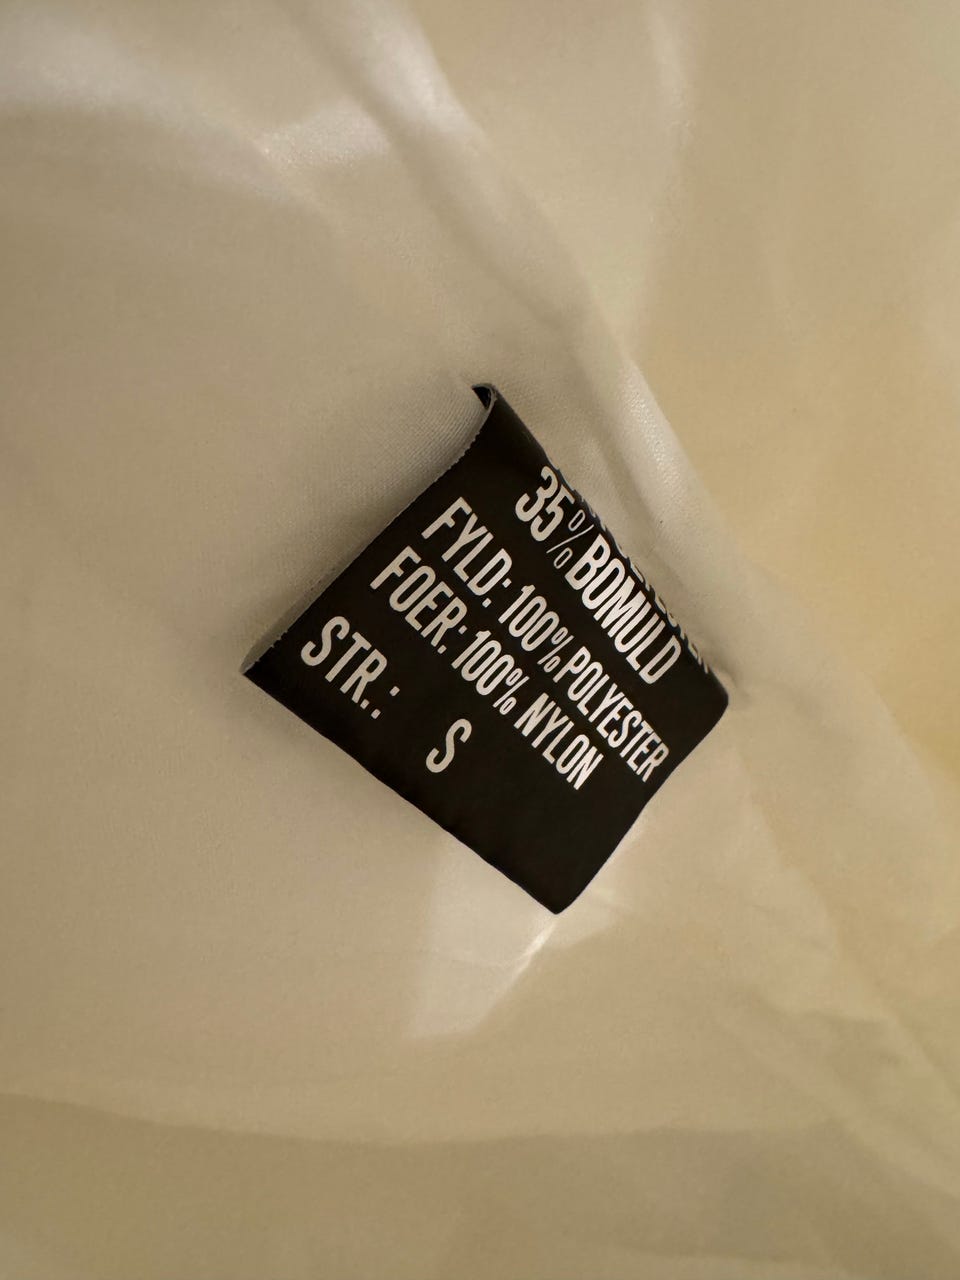 35% BOMULD
FYLD: 100% POLYESTER
FOER: 100% NYLON
STR.: S